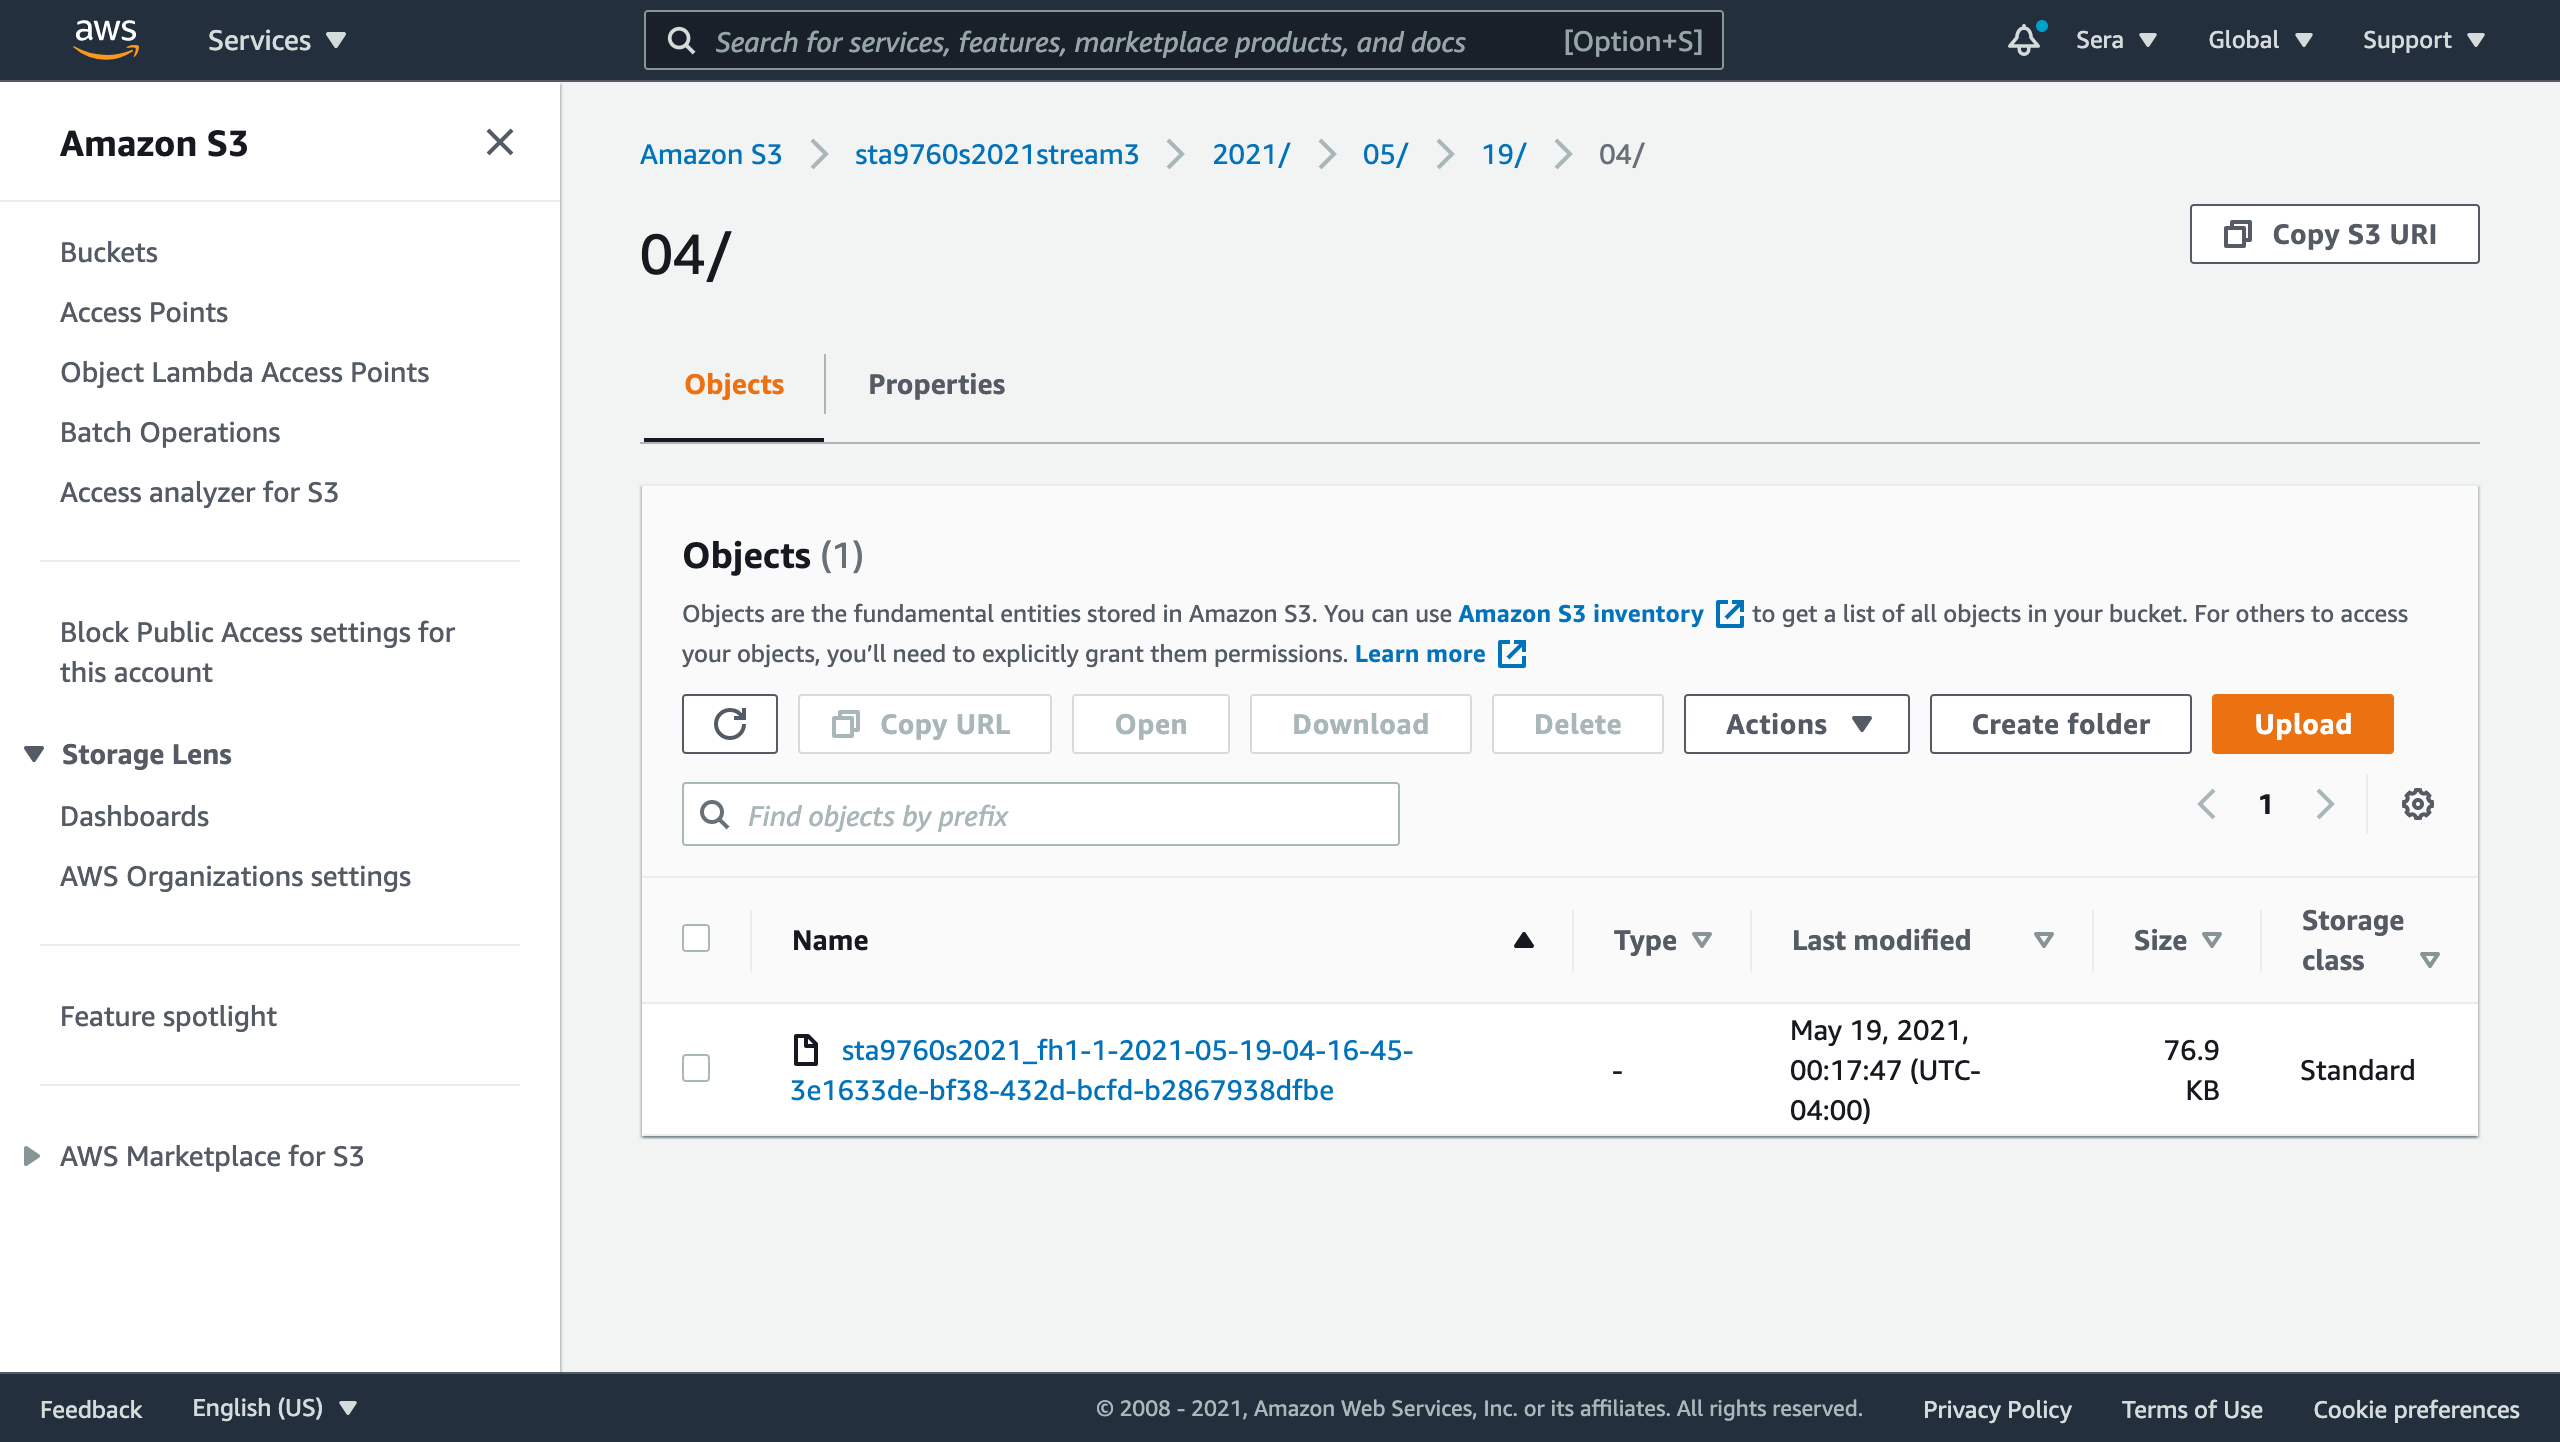 aws
Services
Search for services, features, marketplace products, and docs [Option+S]
Sera
Global
Support
Amazon S3
Buckets
Access Points
Object Lambda Access Points
Batch Operations
Access analyzer for S3
Block Public Access settings for
this account
Storage Lens
Dashboards
AWS Organizations settings
Feature spotlight
AWS Marketplace for S3
Amazon S3 sta9760s2021stream3 2021/ 05/ 19/ 04/
04/
Copy S3 URI
Objects Properties
Objects (1)
Objects are the fundamental entities stored in Amazon S3. You can use Amazon S3 inventory to get a list of all objects in your bucket. For others to access
your objects, you’ll need to explicitly grant them permissions. Learn more
Copy URL Open Download Delete Actions Create folder Upload
Find objects by prefix
1
Name Type Last modified Size Storage
class
sta9760s2021_fh1-1-2021-05-19-04-16-45-
3e1633de-bf38-432d-bcfd-b2867938dfbe
-
May 19, 2021,
00:17:47 (UTC-
04:00)
76.9
KB
Standard
Feedback English (US) © 2008 - 2021, Amazon Web Services, Inc. or its affiliates. All rights reserved. Privacy Policy Terms of Use Cookie preferences